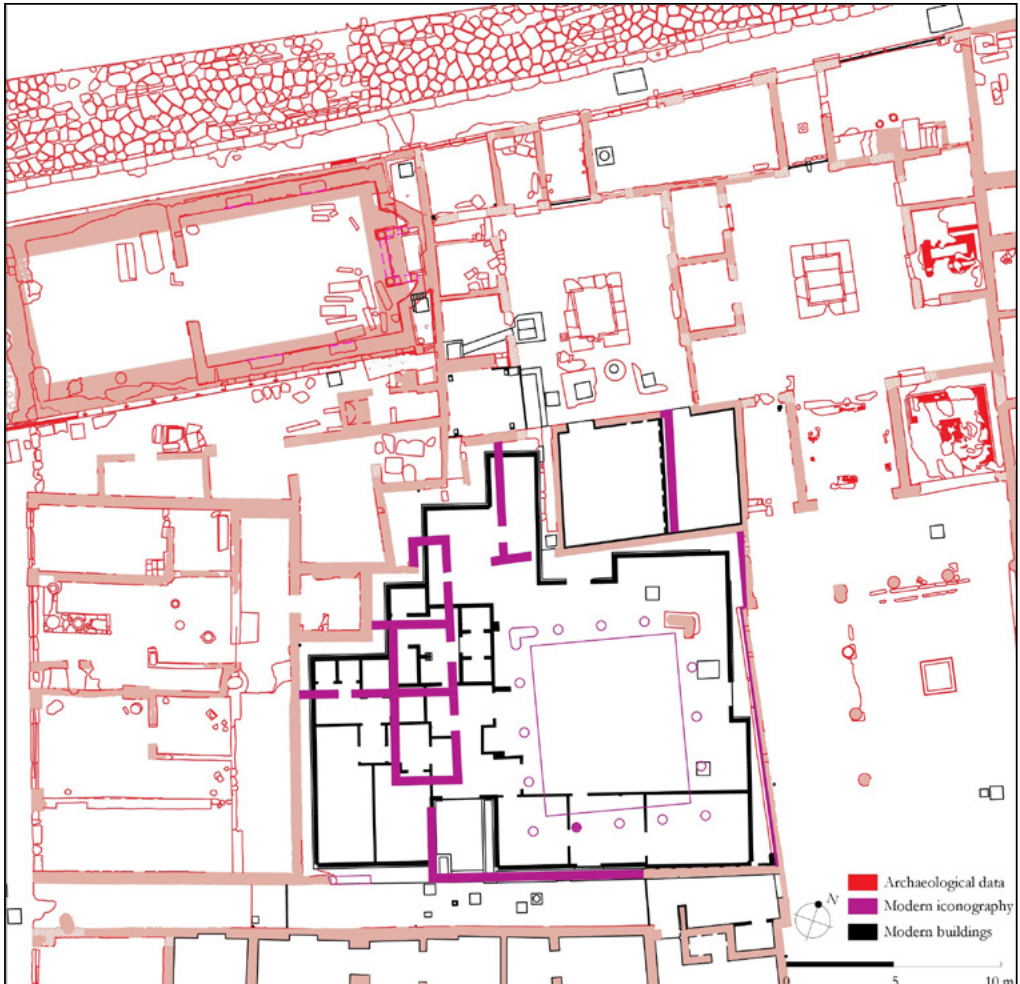 Archaeological data
Modern iconography
Modern buildings
N
0 5 10 m